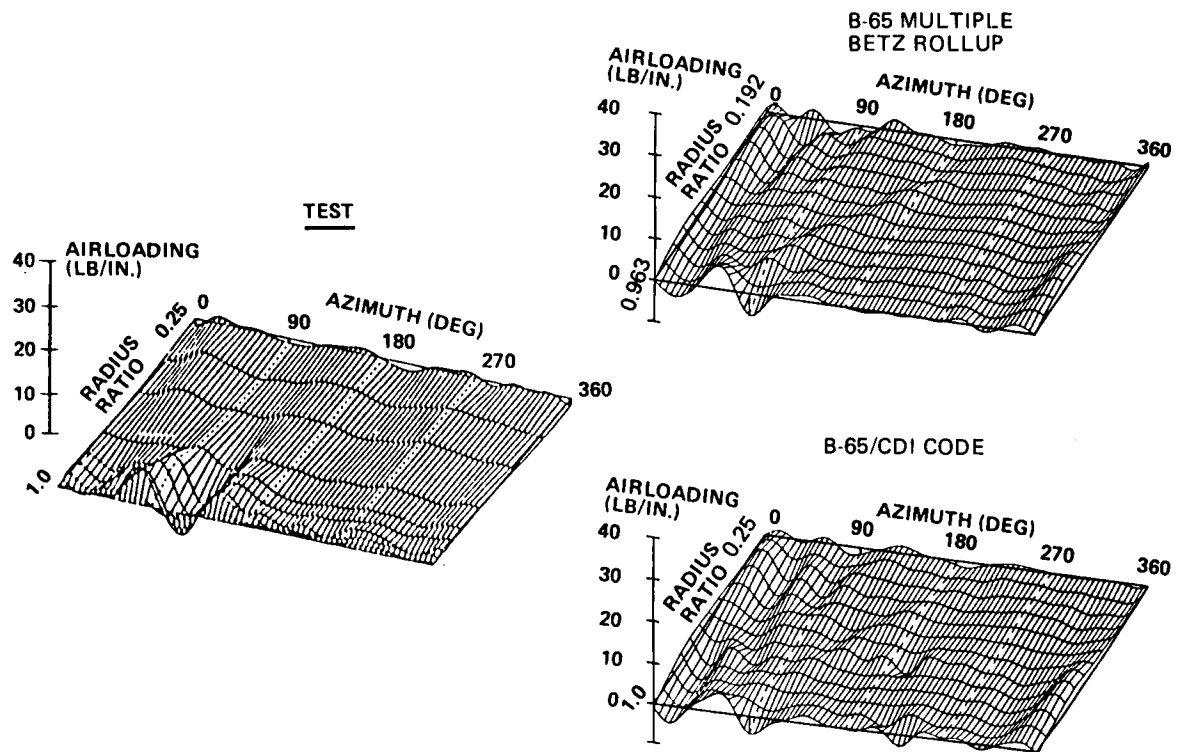 TEST
AIRLOADING
(LB/IN.)
40
30
20
10
0
RADIUS
RATIO
0.25
1.0
AZIMUTH (DEG)
0
90
180
270
360
B-65 MULTIPLE
BETZ ROLLUP
AIRLOADING
(LB/IN.)
40
30
20
10
0
RADIUS
RATIO
0.192
0.963
AZIMUTH (DEG)
0
90
180
270
360
B-65/CDI CODE
AIRLOADING
(LB/IN.)
40
30
20
10
0
RADIUS
RATIO
0.25
1.0
AZIMUTH (DEG)
0
90
180
270
360